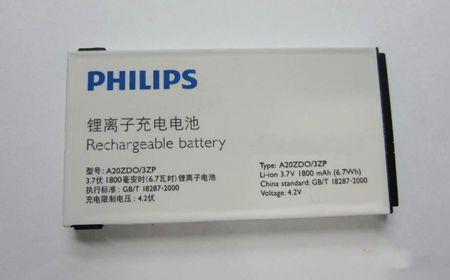 PHILIPS
锂离子充电电池
Rechargeable battery
型号: A20ZDO/3ZP
3.7伏 1800毫安时(6.7瓦时)锂离子电池
执行标准: GB/T 18287-2000
充电限制电压: 4.2伏
Type: A20ZDO/3ZP
Li-ion 3.7V 1800 mAh (6.7Wh)
China standard: GB/T 18287-2000
Voltage: 4.2V